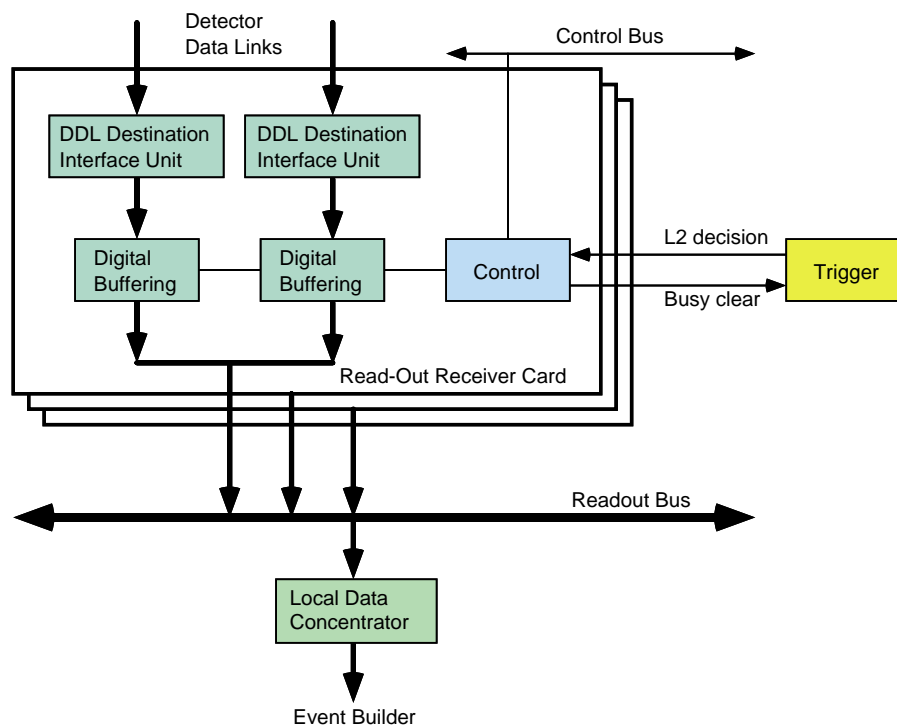 Detector
Data Links
Control Bus
DDL Destination
Interface Unit
DDL Destination
Interface Unit
Digital
Buffering
Digital
Buffering
Control
L2 decision
Busy clear
Trigger
Read-Out Receiver Card
Readout Bus
Local Data
Concentrator
Event Builder